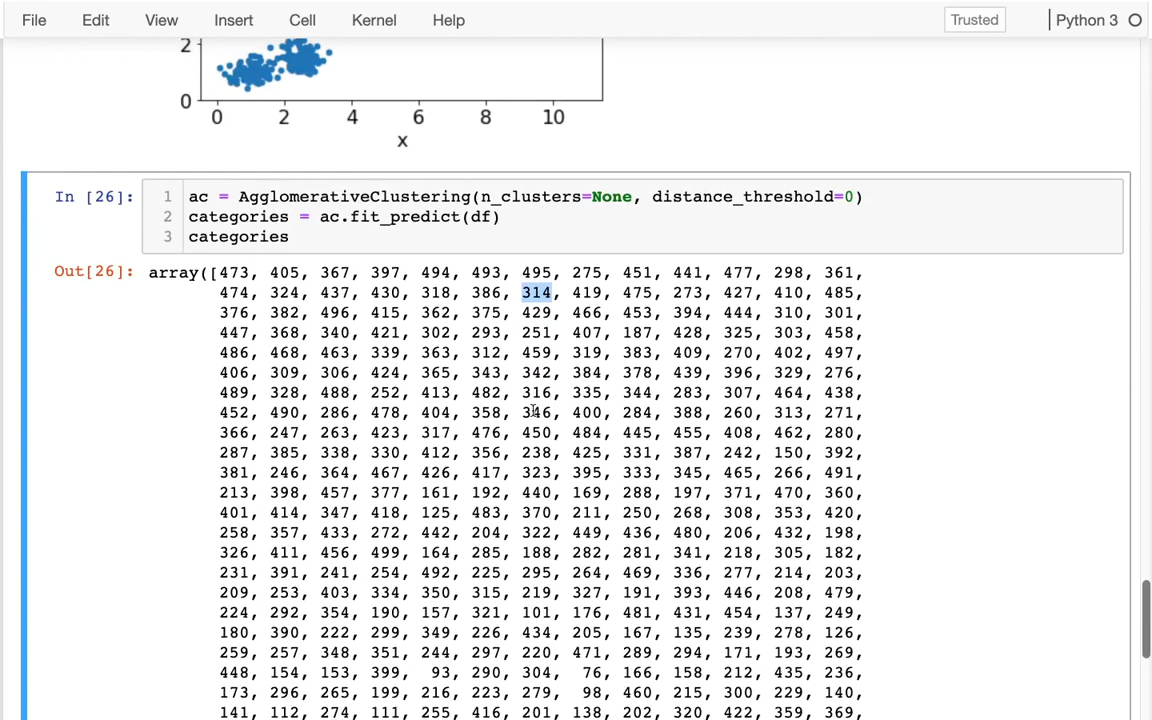 File Edit View Insert Cell Kernel Help Trusted Python 3
2
0
0 2 4 6 8 10
x
In [26]: 1 ac = AgglomerativeClustering(n_clusters=None, distance_threshold=0)
2 categories = ac.fit_predict(df)
3 categories
Out[26]: array([473, 405, 367, 397, 494, 493, 495, 275, 451, 441, 477, 298, 361,
474, 324, 437, 430, 318, 386, 314, 419, 475, 273, 427, 410, 485,
376, 382, 496, 415, 362, 375, 429, 466, 453, 394, 444, 310, 301,
447, 368, 340, 421, 302, 293, 251, 407, 187, 428, 325, 303, 458,
486, 468, 463, 339, 363, 312, 459, 319, 383, 409, 270, 402, 497,
406, 309, 306, 424, 365, 343, 342, 384, 378, 439, 396, 329, 276,
489, 328, 488, 252, 413, 482, 316, 335, 344, 283, 307, 464, 438,
452, 490, 286, 478, 404, 358, 346, 400, 284, 388, 260, 313, 271,
366, 247, 263, 423, 317, 476, 450, 484, 445, 455, 408, 462, 280,
287, 385, 338, 330, 412, 356, 238, 425, 331, 387, 242, 150, 392,
381, 246, 364, 467, 426, 417, 323, 395, 333, 345, 465, 266, 491,
213, 398, 457, 377, 161, 192, 440, 169, 288, 197, 371, 470, 360,
401, 414, 347, 418, 125, 483, 370, 211, 250, 268, 308, 353, 420,
258, 357, 433, 272, 442, 204, 322, 449, 436, 480, 206, 432, 198,
326, 411, 456, 499, 164, 285, 188, 282, 281, 341, 218, 305, 182,
231, 391, 241, 254, 492, 225, 295, 264, 469, 336, 277, 214, 203,
209, 253, 403, 334, 350, 315, 219, 327, 191, 393, 446, 208, 479,
224, 292, 354, 190, 157, 321, 101, 176, 481, 431, 454, 137, 249,
180, 390, 222, 299, 349, 226, 434, 205, 167, 135, 239, 278, 126,
259, 257, 348, 351, 244, 297, 220, 471, 289, 294, 171, 193, 269,
448, 154, 153, 399, 93, 290, 304, 76, 166, 158, 212, 435, 236,
173, 296, 265, 199, 216, 223, 279, 98, 460, 215, 300, 229, 140,
141, 112, 274, 111, 255, 416, 201, 138, 202, 320, 422, 359, 369,